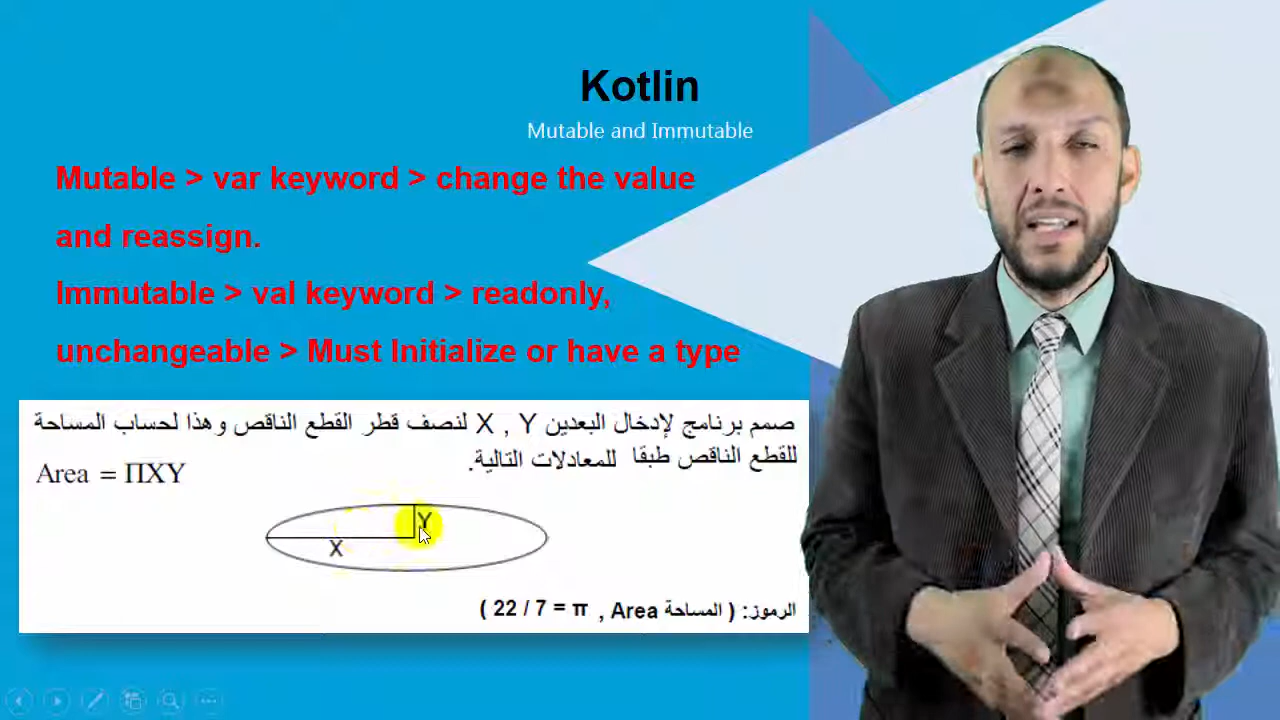 Kotlin
Mutable and Immutable
Mutable > var keyword > change the value
and reassign.
Immutable > val keyword > readonly,
unchangeable > Must Initialize or have a type
صمم برنامج لإدخال البعدين X , Y لنصف قطر القطع الناقص وهذا لحساب المساحة
للقطع الناقص طبقا للمعادلات التالية.
Area = ΠXY
Y
X
الرموز: ( المساحة Area , π = 7 / 22 )